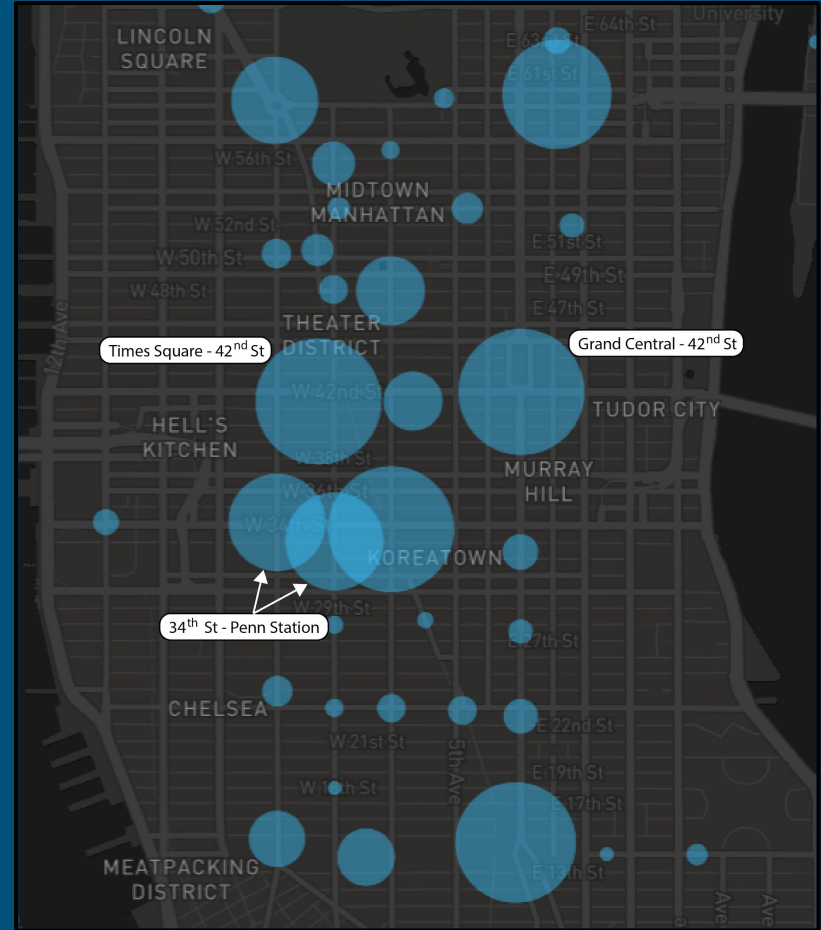 University
E 64th St
LINCOLN
SQUARE
E 63rd St
E 61st St
W 56th St
MIDTOWN
MANHATTAN
W 52nd St
E 51st St
W 50th St
E 49th St
W 48th St
E 47th St
12th Ave
THEATER
DISTRICT
Times Square - 42nd St
Grand Central - 42nd St
W 42nd St
TUDOR CITY
HELL'S
KITCHEN
W 38th St
MURRAY
HILL
W 36th St
W 34th St
KOREATOWN
W 29th St
34th St - Penn Station
E 27th St
CHELSEA
E 22nd St
W 21st St
5th Ave
E 19th St
E 17th St
MEATPACKING
DISTRICT
E 13th St
Ave
Ave